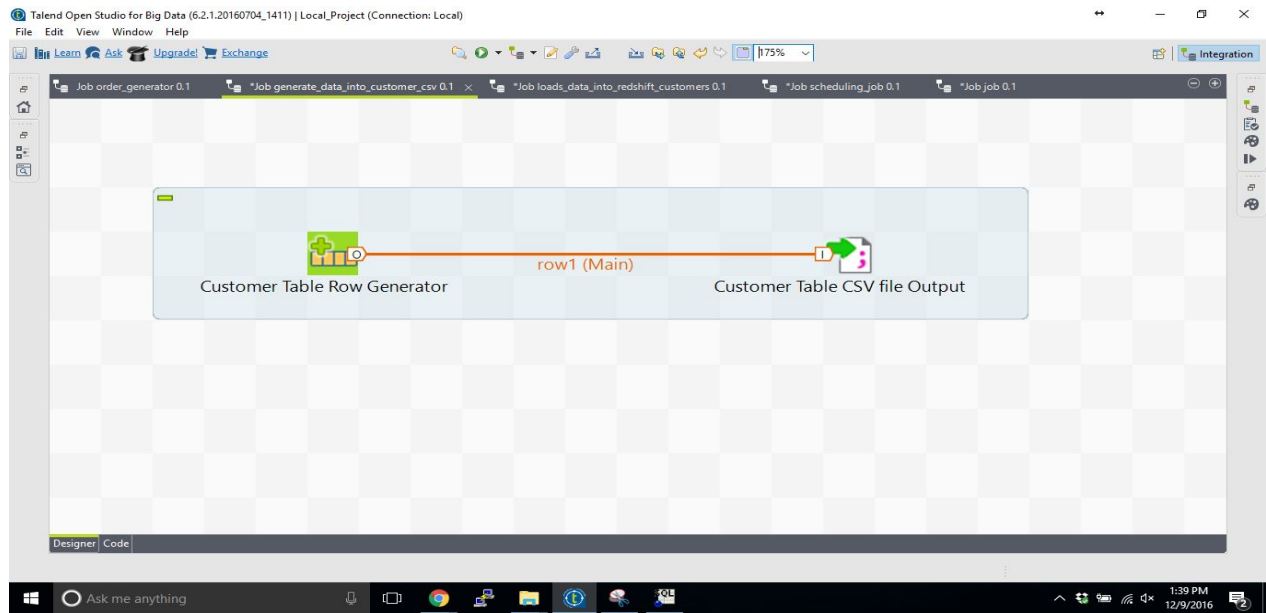 Talend Open Studio for Big Data (6.2.1.20160704_1411) | Local_Project (Connection: Local)
File Edit View Window Help
Learn Ask Upgrade! Exchange 175% Integration
Job order_generator 0.1 *Job generate_data_into_customer_csv 0.1 *Job loads_data_into_redshift_customers 0.1 *Job scheduling_job 0.1 *Job job 0.1
row1 (Main)
Customer Table Row Generator Customer Table CSV file Output
Designer Code
Ask me anything
1:39 PM
12/9/2016